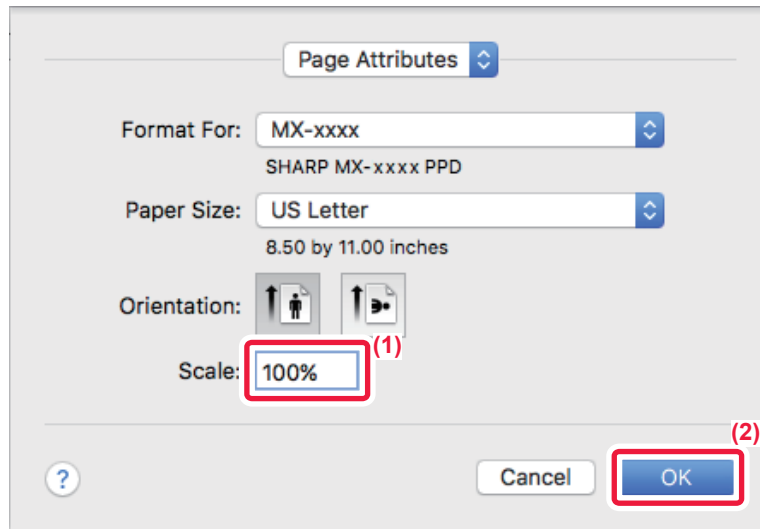 Page Attributes
Format For: MX-xxxx
SHARP MX-xxxx PPD
Paper Size: US Letter
8.50 by 11.00 inches
Orientation:
(1)
Scale: 100%
(2)
? Cancel OK